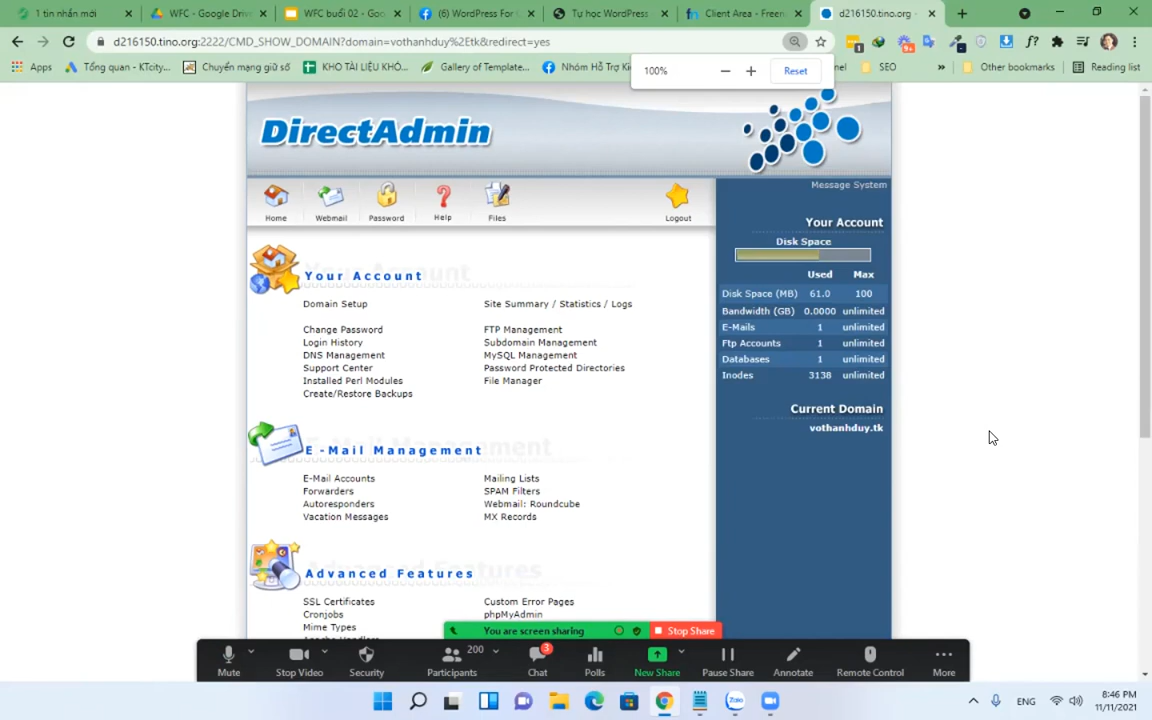 1 tin nhắn mới
WFC - Google Driv
WFC buổi 02 - Goo
(6) WordPress For
Tự học WordPress
Client Area - Freen
d216150.tino.org
d216150.tino.org:2222/CMD_SHOW_DOMAIN?domain=vothanhduy%2Etk&redirect=yes
Apps
Tổng quan - KTcity...
Chuyển mạng giữ số
KHO TÀI LIỆU KHÓ...
Gallery of Template...
Nhóm Hỗ Trợ Ki
nel
SEO
»
Other bookmarks
Reading list
100%
Reset
DirectAdmin
Home
Webmail
Password
Help
Files
Logout
Message System
Your Account
Disk Space
Used Max
Disk Space (MB) 61.0 100
Bandwidth (GB) 0.0000 unlimited
E-Mails 1 unlimited
Ftp Accounts 1 unlimited
Databases 1 unlimited
Inodes 3138 unlimited
Current Domain
vothanhduy.tk
Your Account
Domain Setup
Site Summary / Statistics / Logs
Change Password
FTP Management
Login History
Subdomain Management
DNS Management
MySQL Management
Support Center
Password Protected Directories
Installed Perl Modules
File Manager
Create/Restore Backups
E-Mail Management
E-Mail Accounts
Mailing Lists
Forwarders
SPAM Filters
Autoresponders
Webmail: Roundcube
Vacation Messages
MX Records
Advanced Features
SSL Certificates
Custom Error Pages
Cronjobs
phpMyAdmin
Mime Types
You are screen sharing
Stop Share
Mute
Stop Video
Security
Participants
200
Chat
3
Polls
New Share
Pause Share
Annotate
Remote Control
More
ENG
8:46 PM
11/11/2021